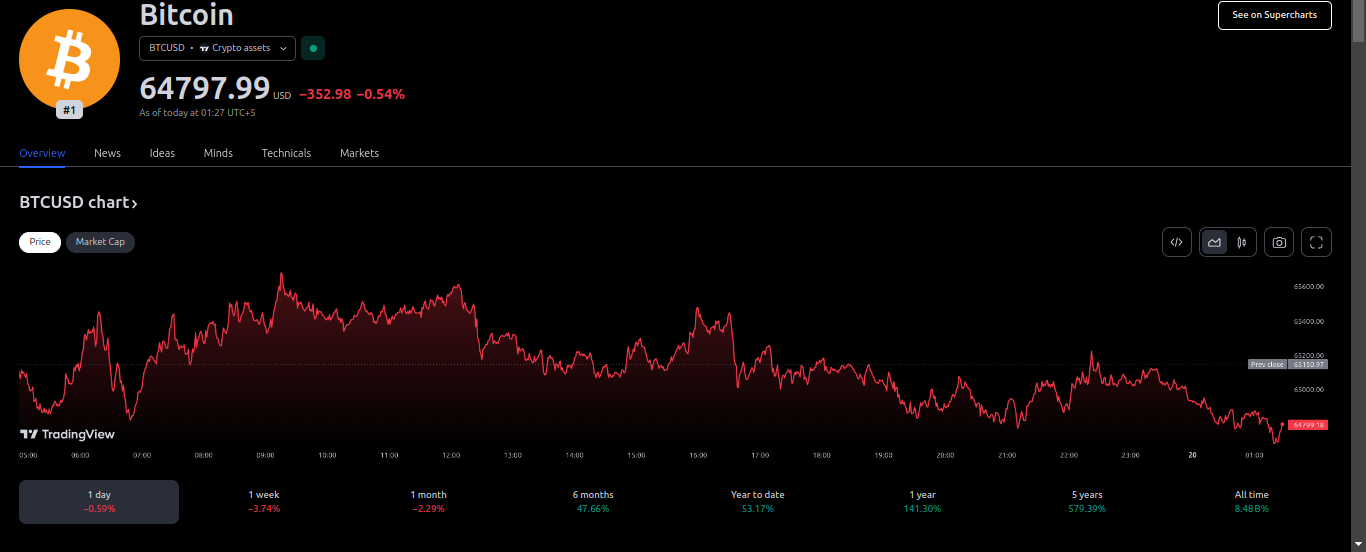 Bitcoin
See on Supercharts
BTCUSD • Crypto assets
#1
64797.99 USD −352.98 −0.54%
As of today at 01:27 UTC+5
Overview News Ideas Minds Technicals Markets
BTCUSD chart ›
Price Market Cap
65600.00
65400.00
65200.00
Prev close 65150.97
65000.00
64799.18
TradingView
05:00 06:00 07:00 08:00 09:00 10:00 11:00 12:00 13:00 14:00 15:00 16:00 17:00 18:00 19:00 20:00 21:00 22:00 23:00 20 01:00
1 day 1 week 1 month 6 months Year to date 1 year 5 years All time
−0.59% −3.74% −2.29% 47.66% 53.17% 141.30% 579.39% 8.48B%